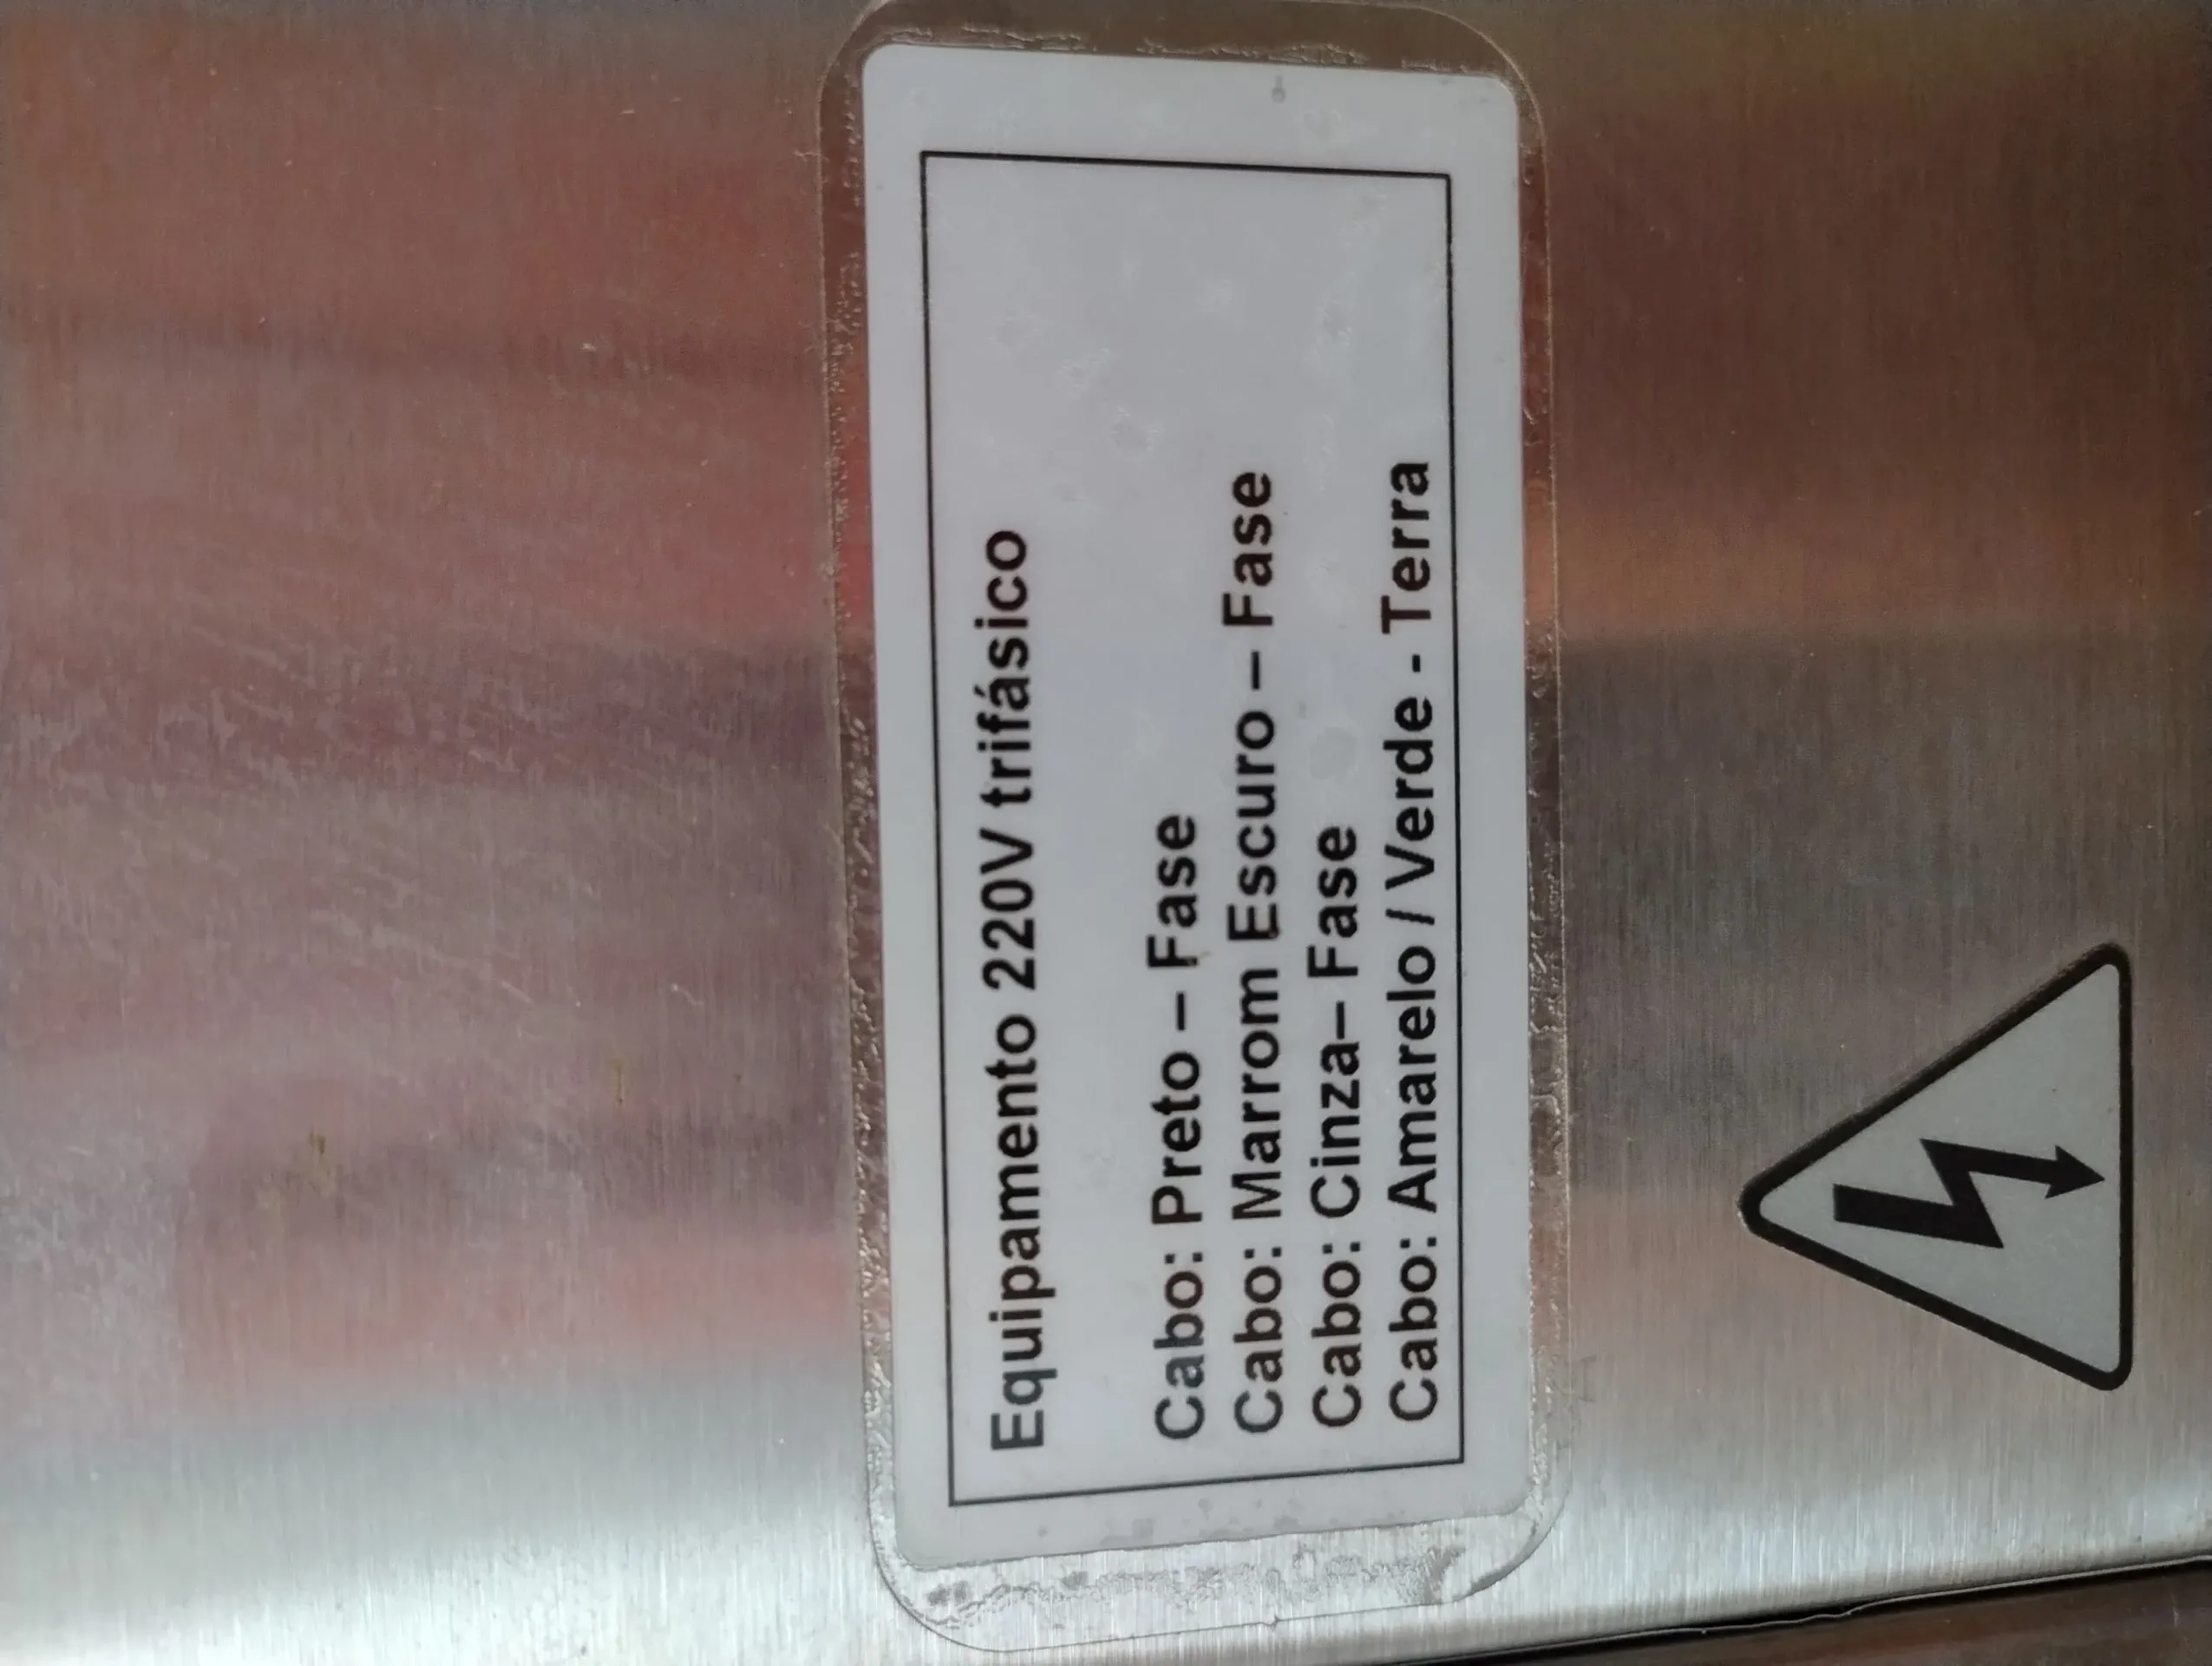 Equipamento 220V trifásico
Cabo: Preto – Fase
Cabo: Marrom Escuro – Fase
Cabo: Cinza– Fase
Cabo: Amarelo / Verde - Terra